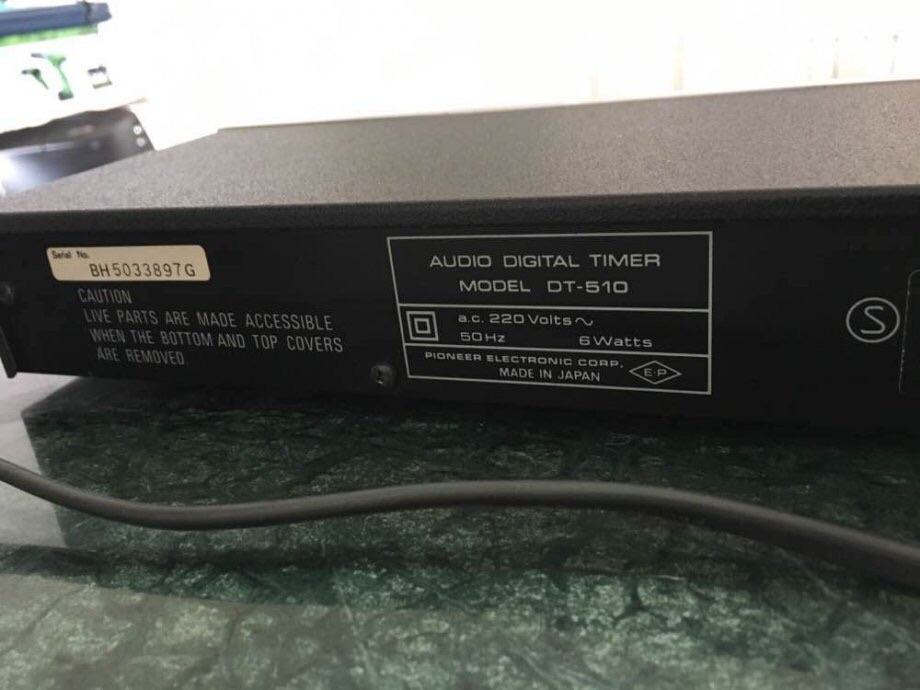 Serial No.
BH5033897G
CAUTION
LIVE PARTS ARE MADE ACCESSIBLE
WHEN THE BOTTOM AND TOP COVERS
ARE REMOVED.
AUDIO DIGITAL TIMER
MODEL DT-510
a.c. 220 Volts ~
50 Hz 6 Watts
PIONEER ELECTRONIC CORP.
MADE IN JAPAN E·P
S